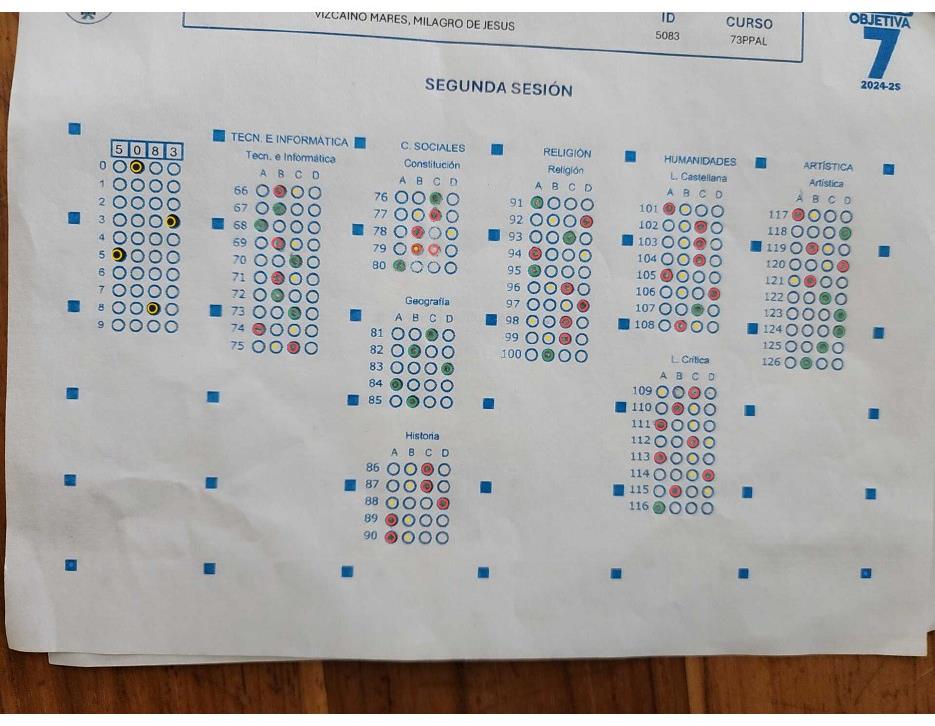 VIZCAINO MARES, MILAGRO DE JESUS
ID
5083
CURSO
73PPAL
OBJETIVA
7
2024-2S
SEGUNDA SESIÓN
5 0 8 3
0
1
2
3
4
5
6
7
8
9
TECN. E INFORMÁTICA
Tecn. e Informática
A B C D
66
67
68
69
70
71
72
73
74
75
C. SOCIALES
Constitución
A B C D
76
77
78
79
80
Geografía
A B C D
81
82
83
84
85
Historia
A B C D
86
87
88
89
90
RELIGIÓN
Religión
A B C D
91
92
93
94
95
96
97
98
99
100
HUMANIDADES
L. Castellana
A B C D
101
102
103
104
105
106
107
108
L. Crítica
A B C D
109
110
111
112
113
114
115
116
ARTÍSTICA
Artística
A B C D
117
118
119
120
121
122
123
124
125
126